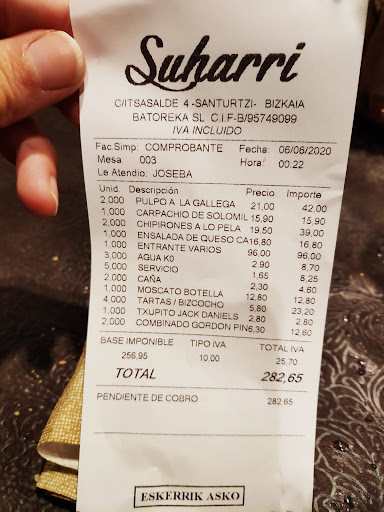 Suharri
C/ITSASALDE 4 -SANTURTZI- BIZKAIA
BATOREKA SL C.I.F-B/95749099
IVA INCLUIDO
Fac.Simp: COMPROBANTE Fecha: 06/06/2020
Mesa: 003 Hora: 00:22
Le Atendio: JOSEBA
Unid. Descripción Precio Importe
2,000 PULPO A LA GALLEGA 21,00 42,00
1,000 CARPACHIO DE SOLOMIL 15,90 15,90
2,000 CHIPIRONES A LO PELA 19,50 39,00
1,000 ENSALADA DE QUESO CA 16,80 16,80
1,000 ENTRANTE VARIOS 96,00 96,00
3,000 AGUA K0 2,90 8,70
5,000 SERVICIO 1,65 8,25
2,000 CAÑA 2,30 4,60
1,000 MOSCATO BOTELLA 12,80 12,80
4,000 TARTAS / BIZCOCHO 5,80 23,20
1,000 TXUPITO JACK DANIELS 2,80 2,80
2,000 COMBINADO GORDON PIN 6,30 12,60
BASE IMPONIBLE TIPO IVA TOTAL IVA
256,95 10,00 25,70
TOTAL 282,65
PENDIENTE DE COBRO 282,65
ESKERRIK ASKO